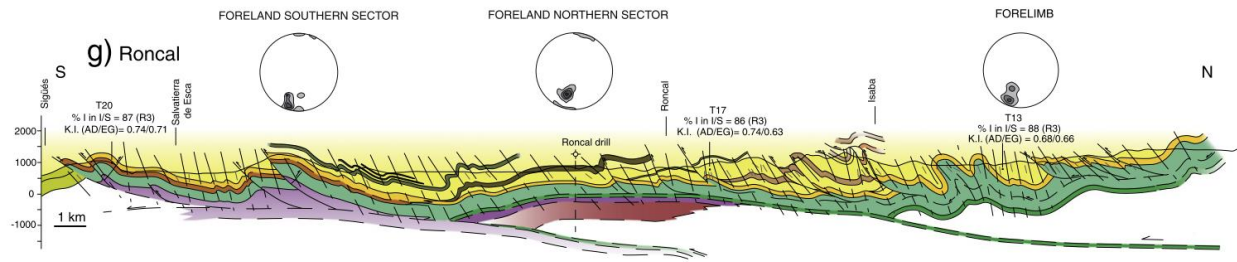 FORELAND SOUTHERN SECTOR
FORELAND NORTHERN SECTOR
FORELIMB
g) Roncal
S
N
Sigüés
T20
% I in I/S = 87 (R3)
K.I. (AD/EG)= 0.74/0.71
Salvatierra
de Esca
Roncal drill
Roncal
T17
% I in I/S = 86 (R3)
K.I. (AD/EG) = 0.74/0.63
Isaba
T13
% I in I/S = 88 (R3)
K.I. (AD/EG) = 0.68/0.66
2000
1000
0
-1000
1 km